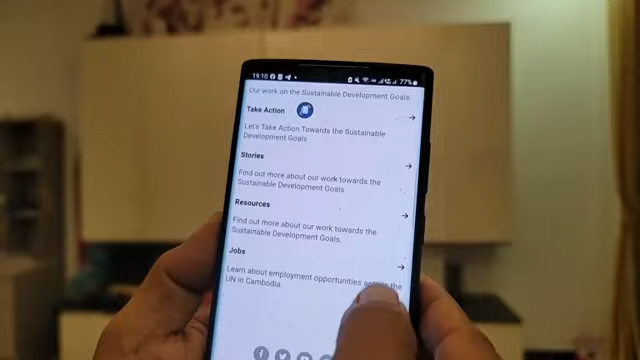 19:10
77%
Our work on the Sustainable Development Goals
Take Action
Let's Take Action Towards the Sustainable
Development Goals
Stories
Find out more about our work towards the
Sustainable Development Goals
Resources
Find out more about our work towards the
Sustainable Development Goals.
Jobs
Learn about employment opportunities across the
UN in Cambodia.